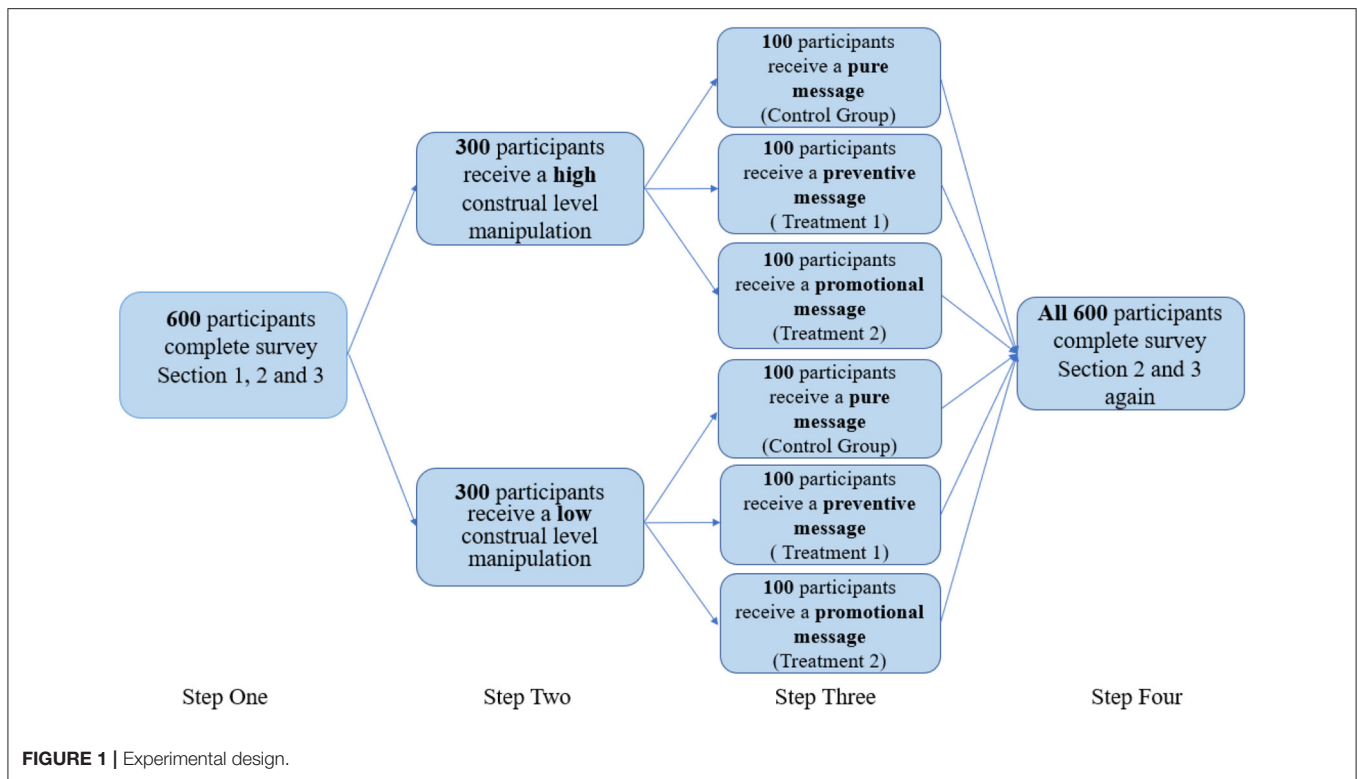 600 participants
complete survey
Section 1, 2 and 3
300 participants
receive a high
construal level
manipulation
300 participants
receive a low
construal level
manipulation
100 participants
receive a pure
message
(Control Group)
100 participants
receive a preventive
message
( Treatment 1)
100 participants
receive a promotional
message
(Treatment 2)
100 participants
receive a pure
message
(Control Group)
100 participants
receive a preventive
message
( Treatment 1)
100 participants
receive a promotional
message
(Treatment 2)
All 600 participants
complete survey
Section 2 and 3
again
Step One
Step Two
Step Three
Step Four
FIGURE 1 | Experimental design.